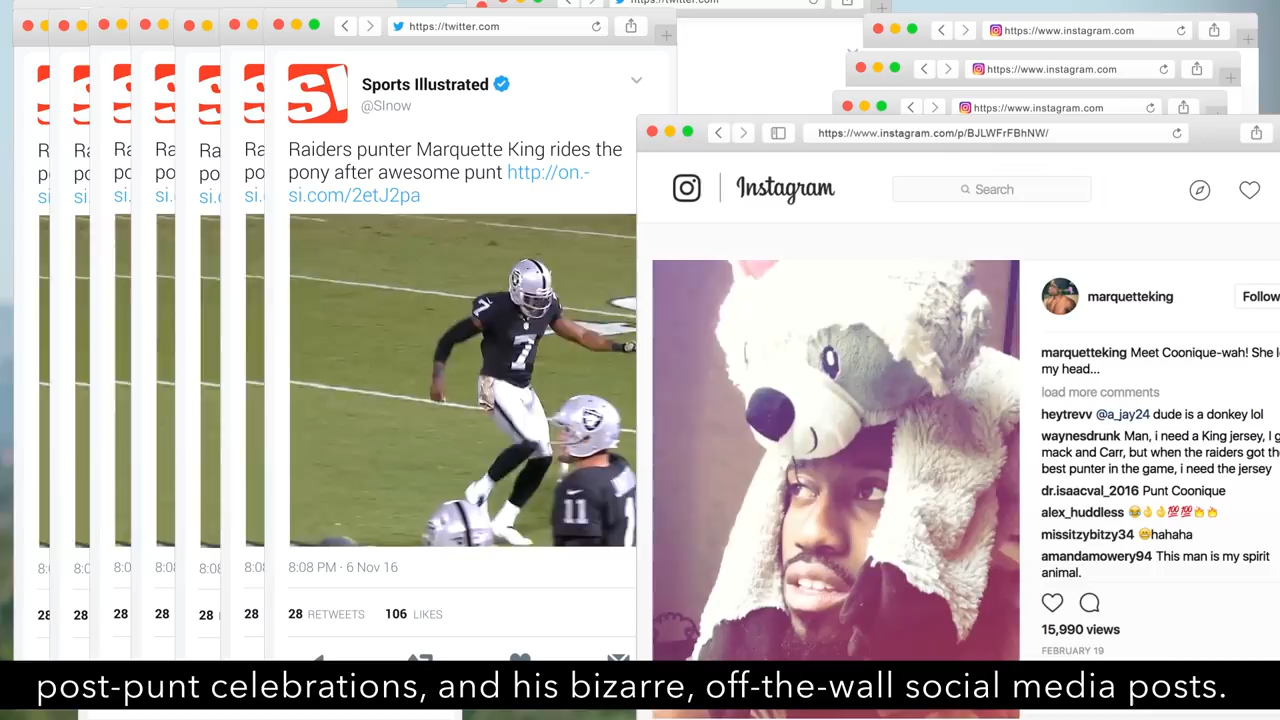 https://twitter.com
Sports Illustrated
@SInow
Raiders punter Marquette King rides the
pony after awesome punt http://on.-
si.com/2etJ2pa
7
7
11
8:08 PM · 6 Nov 16
28 RETWEETS 106 LIKES
https://www.instagram.com
https://www.instagram.com
https://www.instagram.com
https://www.instagram.com/p/BJLWFrFBhNW/
Instagram
Search
marquetteking
Follow
marquetteking Meet Coonique-wah! She
my head...
load more comments
heytrevv @a_jay24 dude is a donkey lol
waynesdrunk Man, i need a King jersey, I
mack and Carr, but when the raiders got
best punter in the game, i need the jersey
dr.isaacval_2016 Punt Coonique
alex_huddless 😂👌👌💯💯🔥🔥
missitzybitzy34 😁hahaha
amandamowery94 This man is my spirit
animal.
15,990 views
FEBRUARY 19
post-punt celebrations, and his bizarre, off-the-wall social media posts.